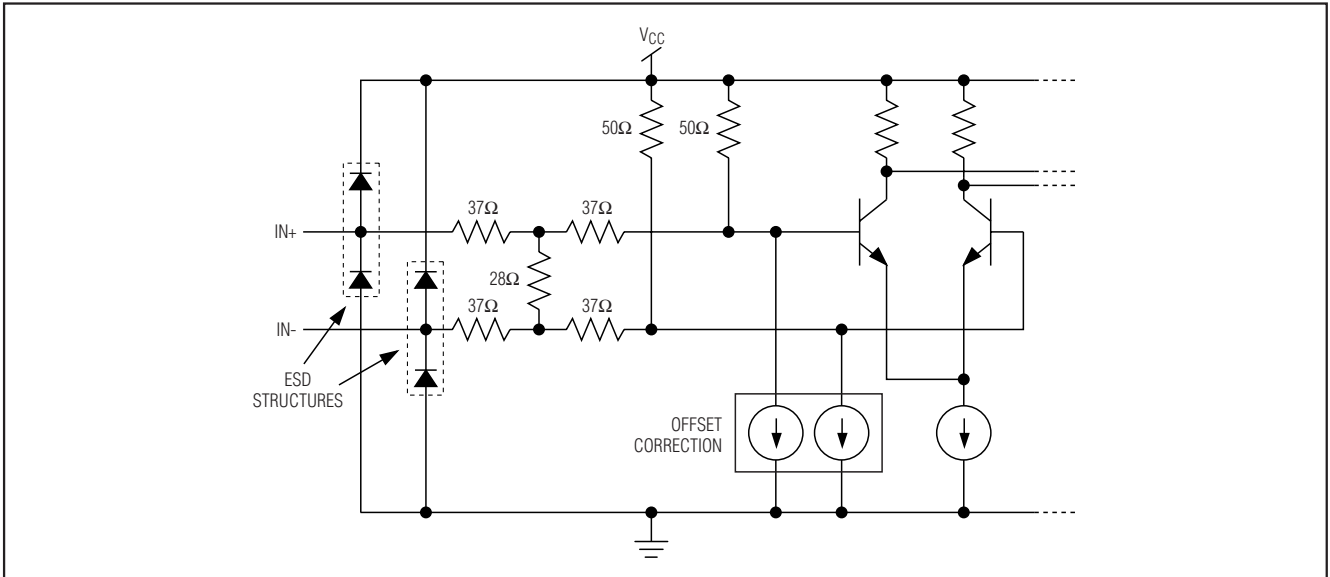 VCC
50Ω 50Ω
37Ω 37Ω
IN+
28Ω
37Ω 37Ω
IN-
ESD
STRUCTURES
OFFSET
CORRECTION